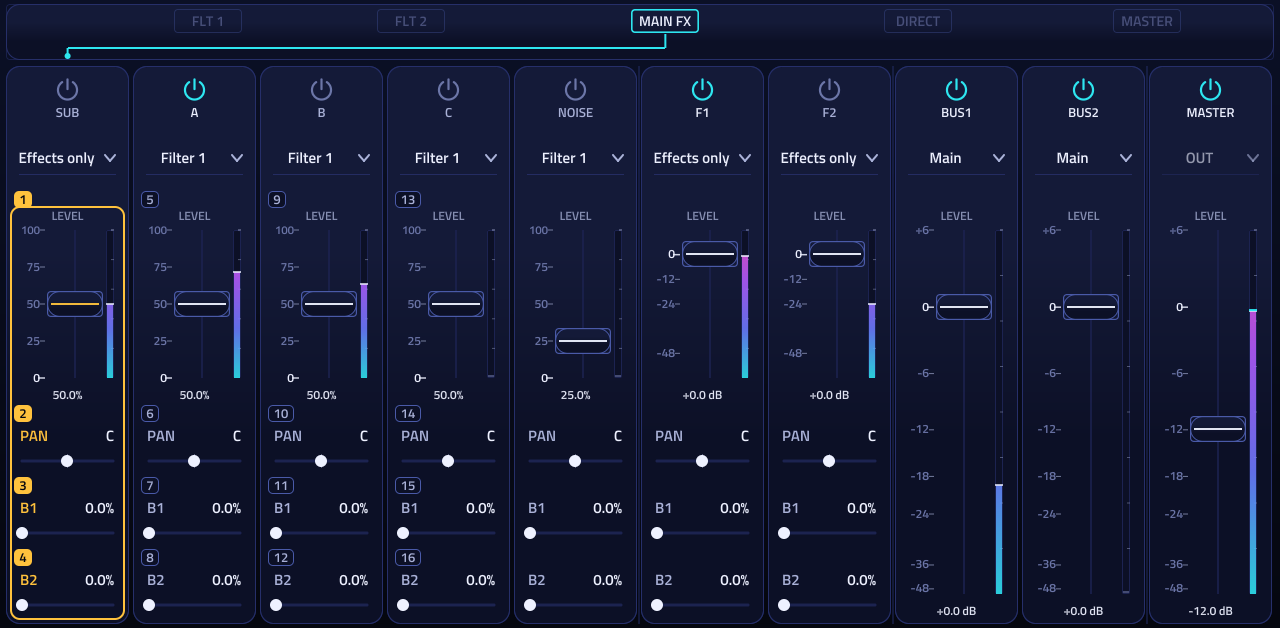 FLT 1 FLT 2 MAIN FX DIRECT MASTER
SUB A B C NOISE F1 F2 BUS1 BUS2 MASTER
Effects only Filter 1 Filter 1 Filter 1 Filter 1 Effects only Effects only Main Main OUT
1 5 9 13
LEVEL LEVEL LEVEL LEVEL LEVEL LEVEL LEVEL LEVEL LEVEL LEVEL
100 100 100 100 100 +6 +6 +6
0 0
75 75 75 75 75
-12 -12
50 50 50 50 50 -24 -24 0 0 0
25 25 25 25 25
-48 -48
-6 -6 -6
0 0 0 0 0
50.0% 50.0% 50.0% 50.0% 25.0% +0.0 dB +0.0 dB
2 6 10 14
-12 -12 -12
PAN C PAN C PAN C PAN C PAN C PAN C PAN C
-18 -18 -18
3 7 11 15
B1 0.0% B1 0.0% B1 0.0% B1 0.0% B1 0.0% B1 0.0% B1 0.0%
-24 -24 -24
4 8 12 16
-36 -36 -36
B2 0.0% B2 0.0% B2 0.0% B2 0.0% B2 0.0% B2 0.0% B2 0.0%
-48 -48 -48
+0.0 dB +0.0 dB -12.0 dB